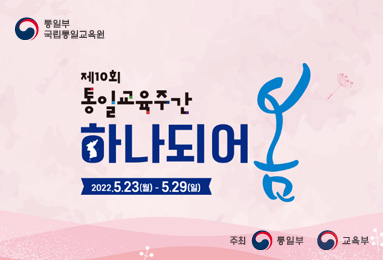 통일부
국립통일교육원
제10회
통일교육주간
하나되어 봄
2022.5.23(월) - 5.29(일)
주최 통일부 교육부